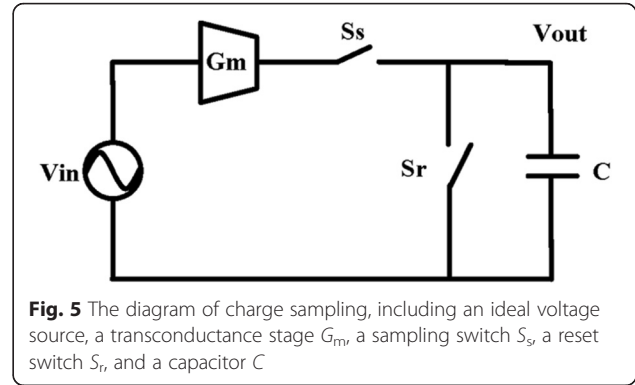 Ss
Vout
Gm
Vin
Sr
C
Fig. 5 The diagram of charge sampling, including an ideal voltage
source, a transconductance stage Gm, a sampling switch Ss, a reset
switch Sr, and a capacitor C